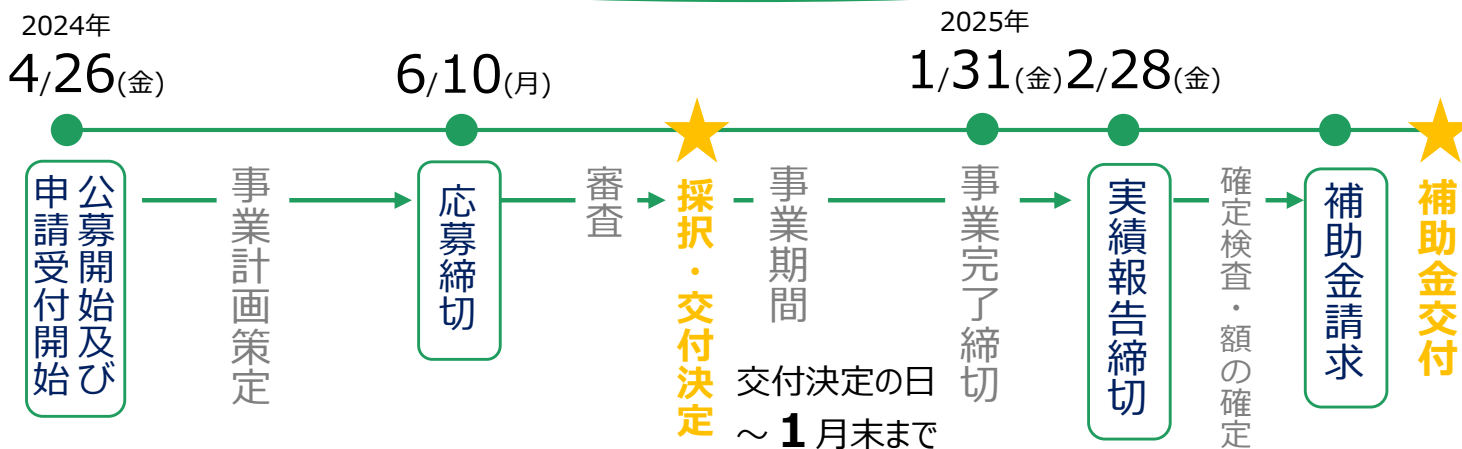 2024年
4/26(金)
6/10(月)
2025年
1/31(金)
2/28(金)
公募開始及び
申請受付開始
事業計画策定
応募締切
審査
採択・交付決定
事業期間
交付決定の日
～ 1 月末まで
事業完了締切
実績報告締切
確定検査・額の確定
補助金請求
補助金交付